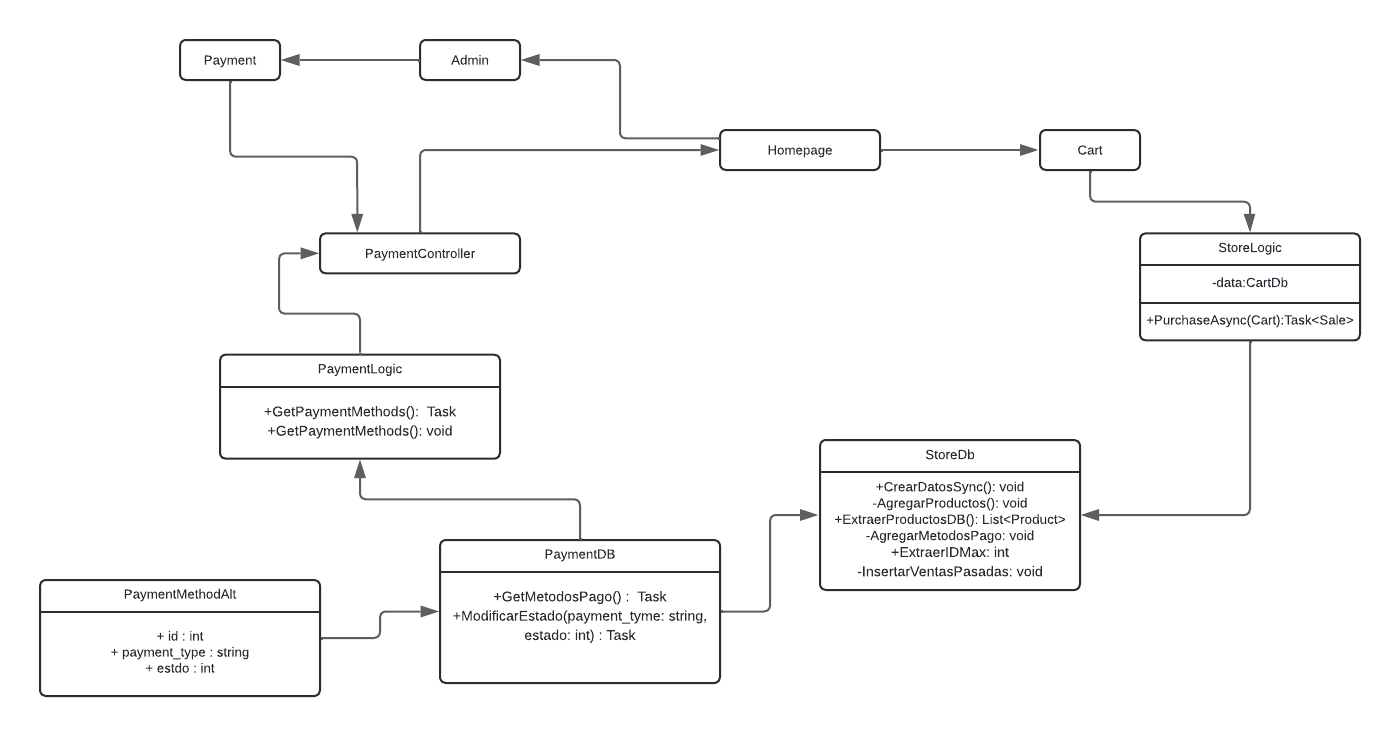 Payment
Admin
Homepage
Cart
PaymentController
StoreLogic
-data:CartDb
+PurchaseAsync(Cart):Task<Sale>
PaymentLogic
+GetPaymentMethods():  Task
+GetPaymentMethods(): void
StoreDb
+CrearDatosSync(): void
-AgregarProductos(): void
+ExtraerProductosDB(): List<Product>
-AgregarMetodosPago: void
+ExtraerIDMax: int
-InsertarVentasPasadas: void
PaymentDB
+GetMetodosPago() :  Task
+ModificarEstado(payment_tyme: string,
estado: int) : Task
PaymentMethodAlt
+ id : int
+ payment_type : string
+ estdo : int